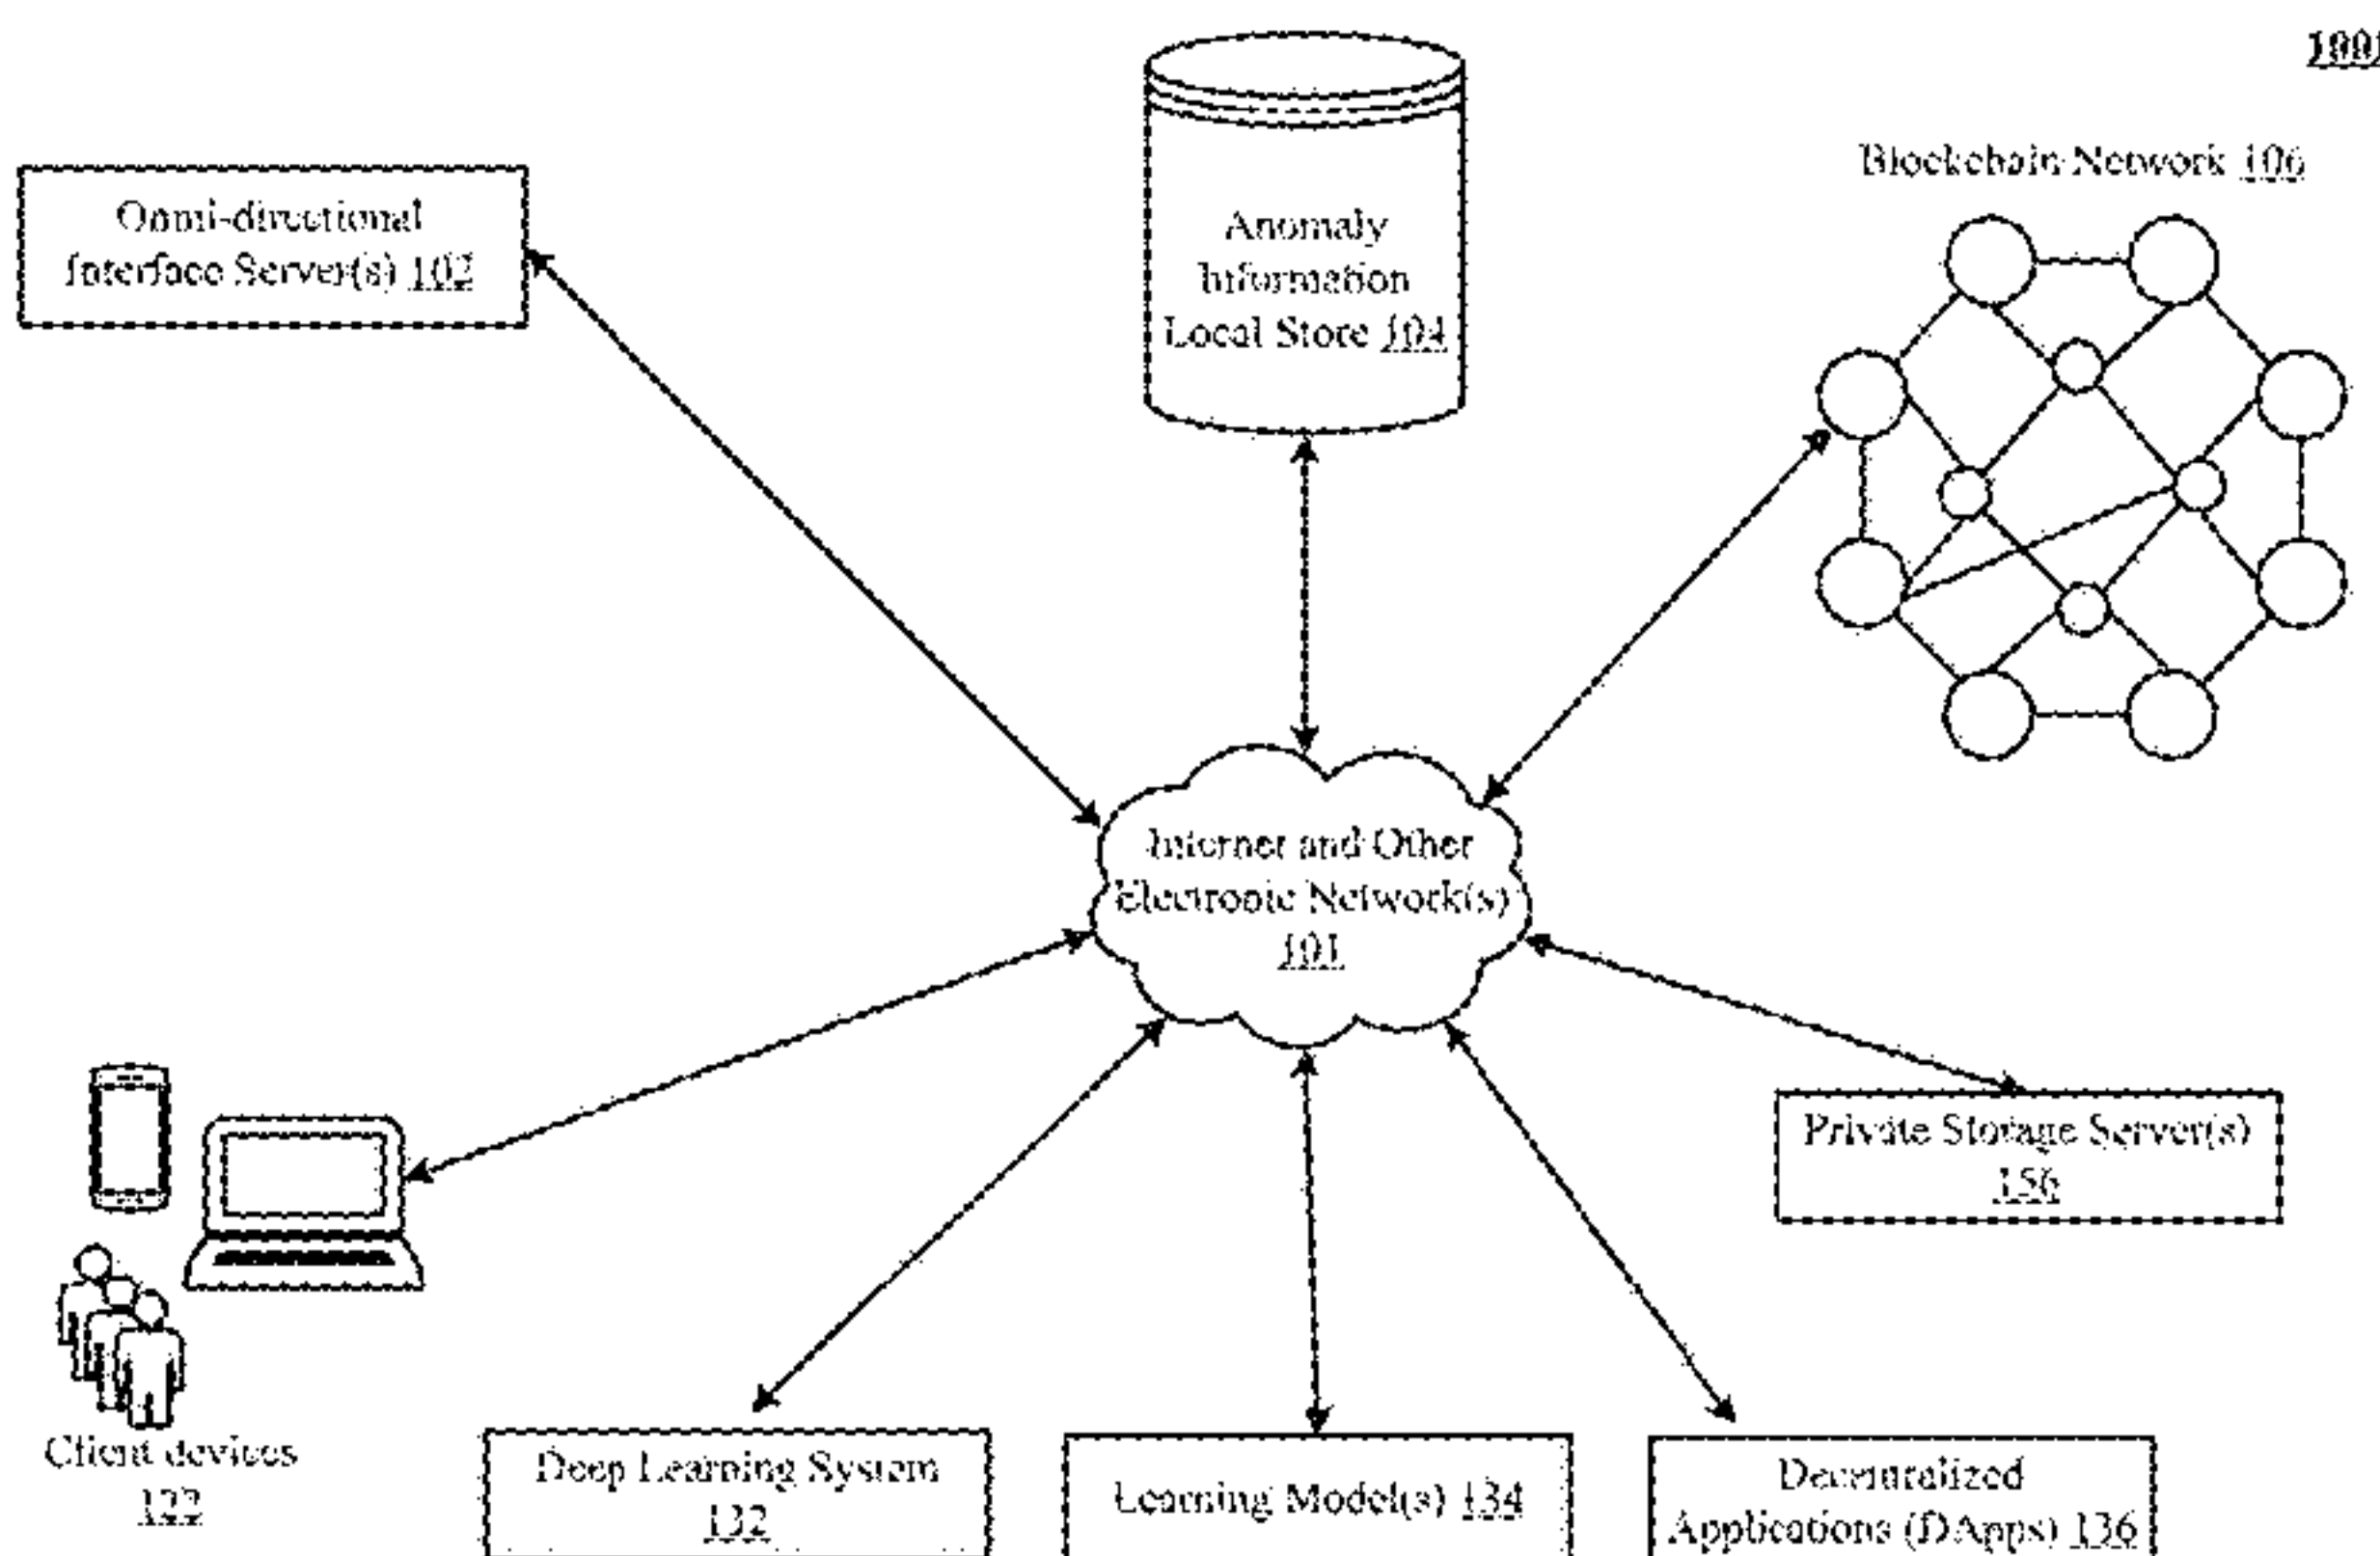 Blockchain Network 106
Omni-directional
Interface Server(s) 102
Anomaly
Information
Local Store 104
Internet and Other
Electronic Network(s)
101
Private Storage Server(s)
156
Client devices
122
Deep Learning System
132
Learning Model(s) 134
Decentralized
Applications (DApps) 136